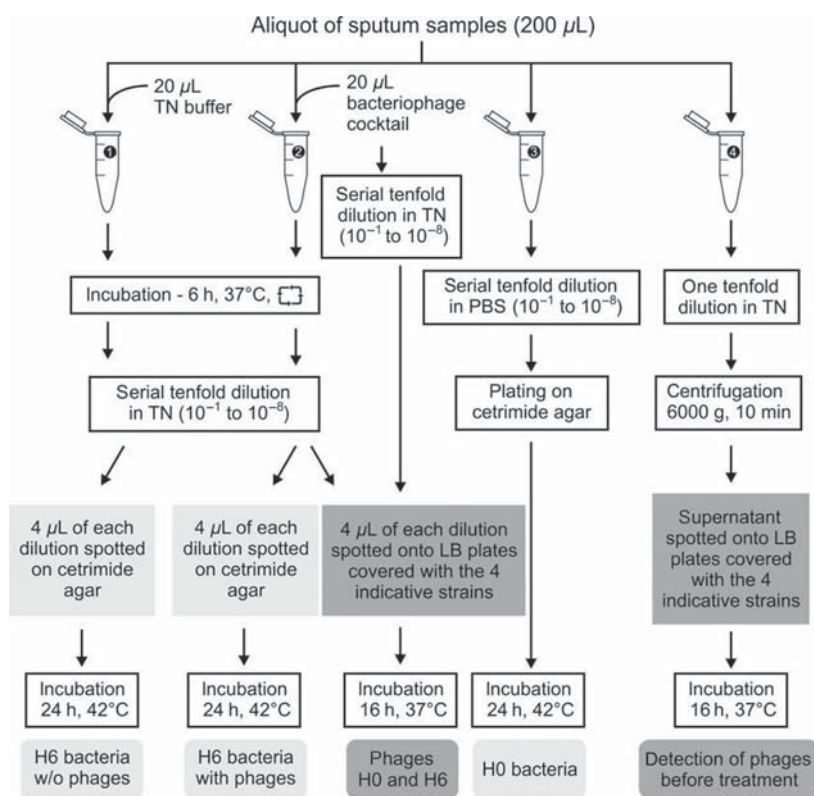 Aliquot of sputum samples (200 µL)
20 µL
TN buffer
20 µL
bacteriophage
cocktail
1
2
3
4
Serial tenfold
dilution in TN
(10⁻¹ to 10⁻⁸)
Incubation - 6 h, 37°C,
Serial tenfold dilution
in PBS (10⁻¹ to 10⁻⁸)
One tenfold
dilution in TN
Serial tenfold dilution
in TN (10⁻¹ to 10⁻⁸)
Plating on
cetrimide agar
Centrifugation
6000 g, 10 min
4 µL of each
dilution spotted
on cetrimide
agar
4 µL of each
dilution spotted
on cetrimide
agar
4 µL of each dilution
spotted onto LB plates
covered with the 4
indicative strains
Supernatant
spotted onto LB
plates covered
with the 4
indicative strains
Incubation
24 h, 42°C
Incubation
24 h, 42°C
Incubation
16 h, 37°C
Incubation
24 h, 42°C
Incubation
16 h, 37°C
H6 bacteria
w/o phages
H6 bacteria
with phages
Phages
H0 and H6
H0 bacteria
Detection of phages
before treatment